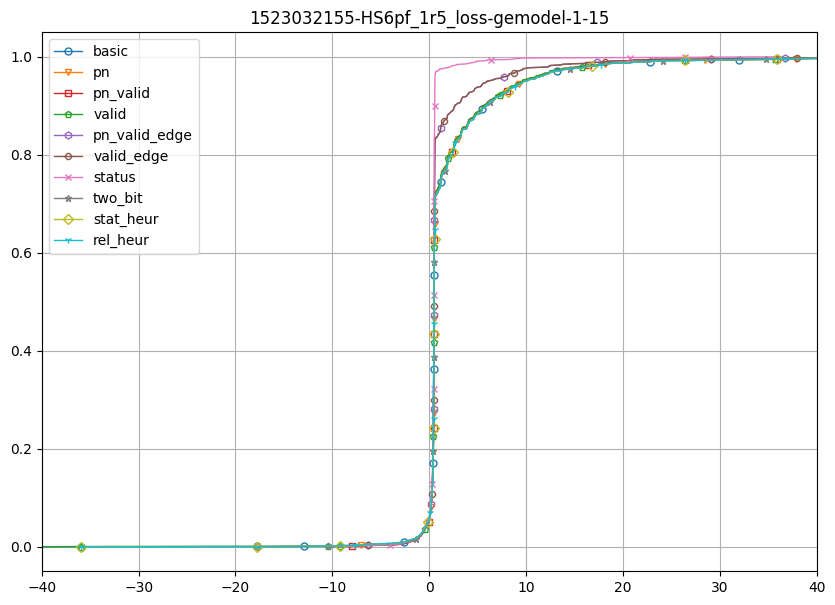 1523032155-HS6pf_1r5_loss-gemodel-1-15
basic
pn
pn_valid
valid
pn_valid_edge
valid_edge
status
two_bit
stat_heur
rel_heur
1.0
0.8
0.6
0.4
0.2
0.0
−40 −30 −20 −10 0 10 20 30 40